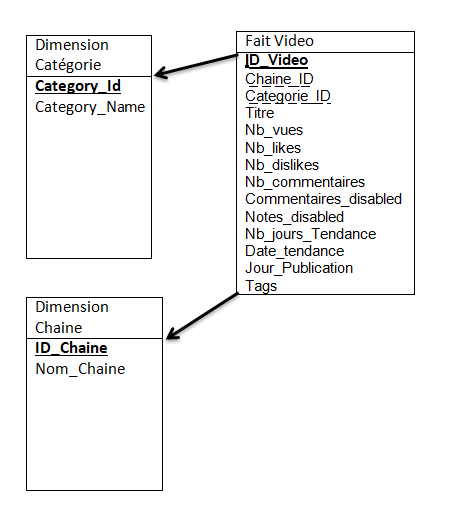 Dimension
Catégorie
Category_Id
Category_Name
Fait Video
ID_Video
Chaine_ID
Categorie_ID
Titre
Nb_vues
Nb_likes
Nb_dislikes
Nb_commentaires
Commentaires_disabled
Notes_disabled
Nb_jours_Tendance
Date_tendance
Jour_Publication
Tags
Dimension
Chaine
ID_Chaine
Nom_Chaine